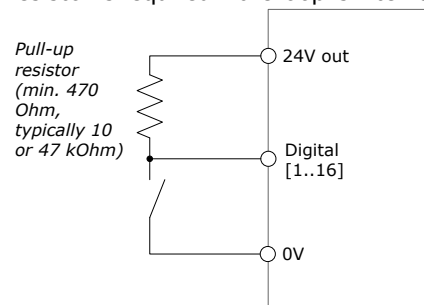 Pull-up
resistor
(min. 470
Ohm,
typically 10
or 47 kOhm)
24V out
Digital
[1..16]
0V